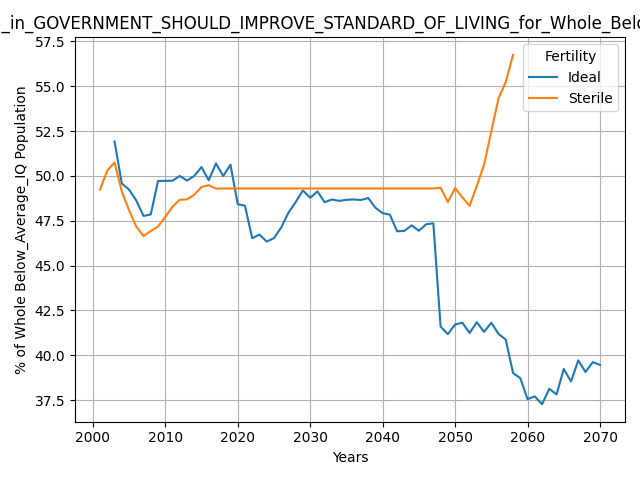 _in_GOVERNMENT_SHOULD_IMPROVE_STANDARD_OF_LIVING_for_Whole_Belo
57.5
55.0
52.5
50.0
47.5
45.0
42.5
40.0
37.5
% of Whole Below_Average_IQ Population
Fertility
Ideal
Sterile
2000 2010 2020 2030 2040 2050 2060 2070
Years